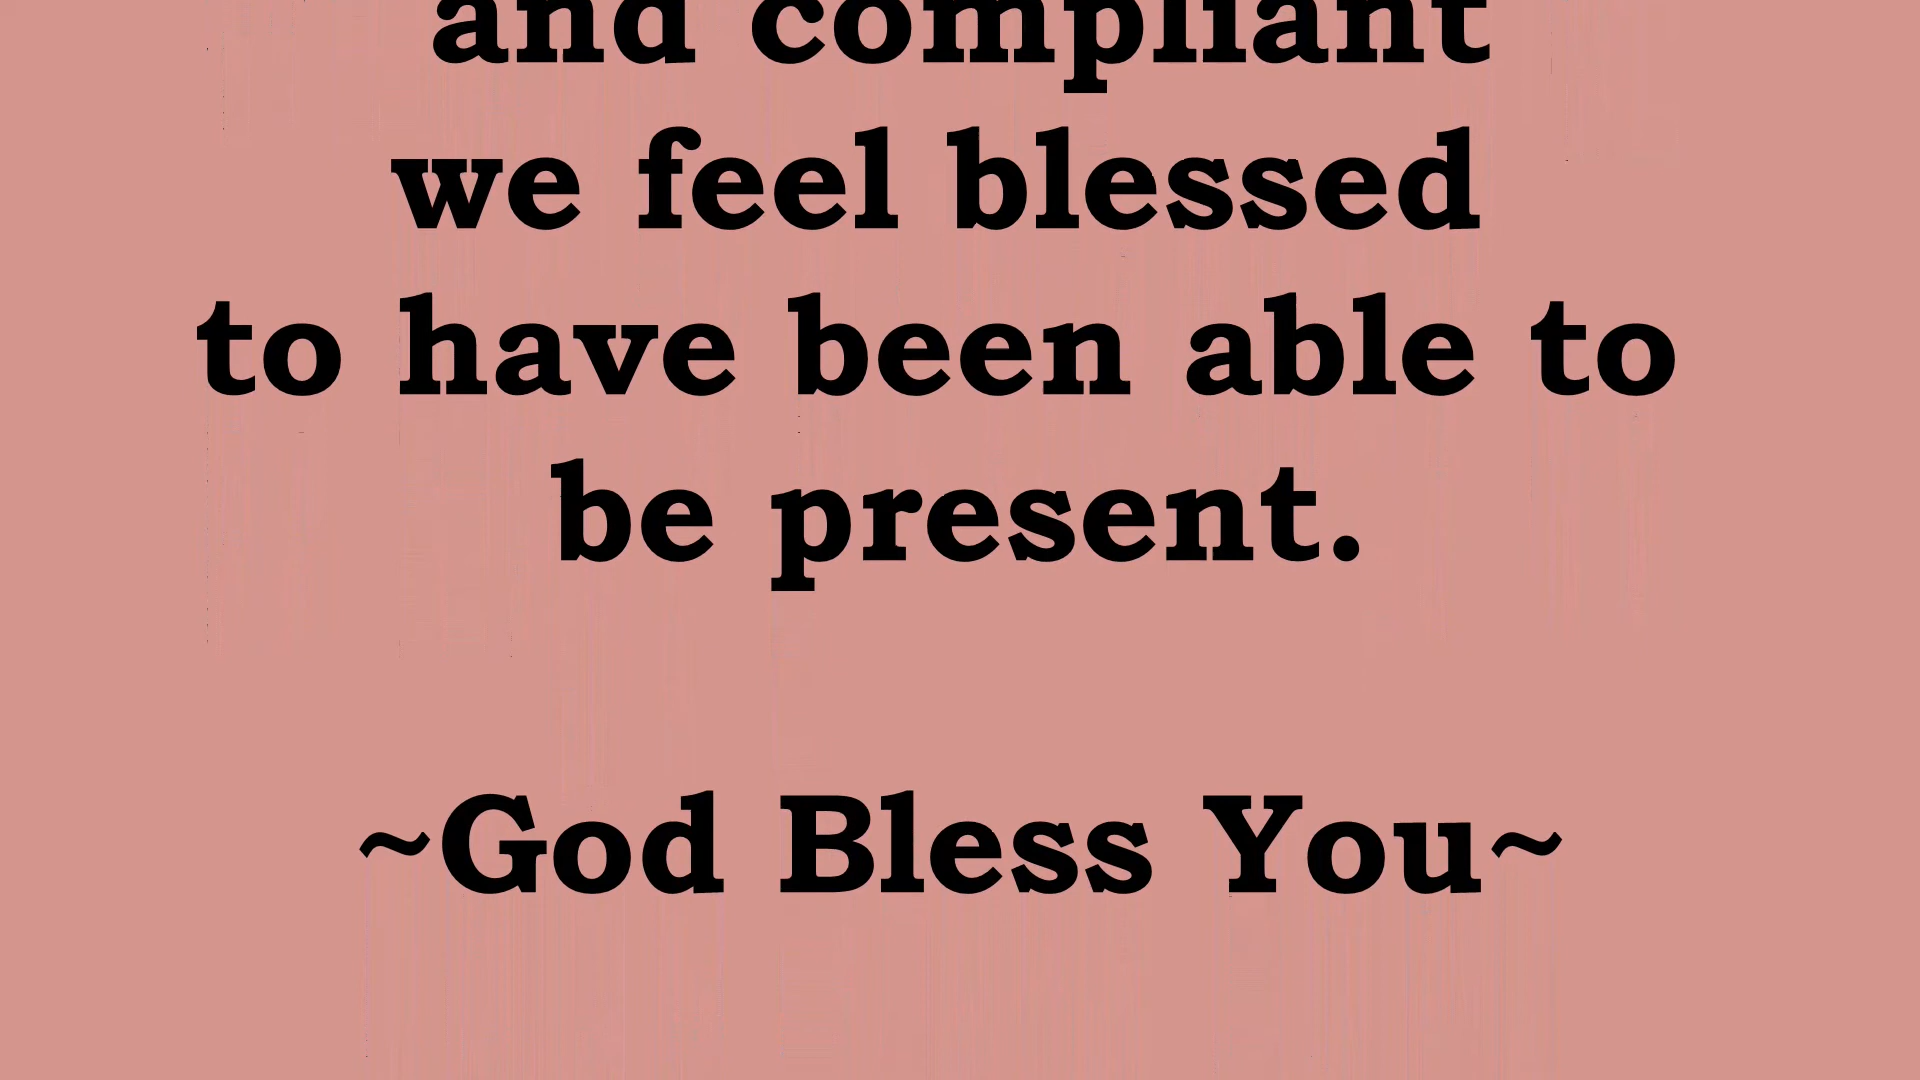 and compliant
we feel blessed
to have been able to
be present.
~God Bless You~